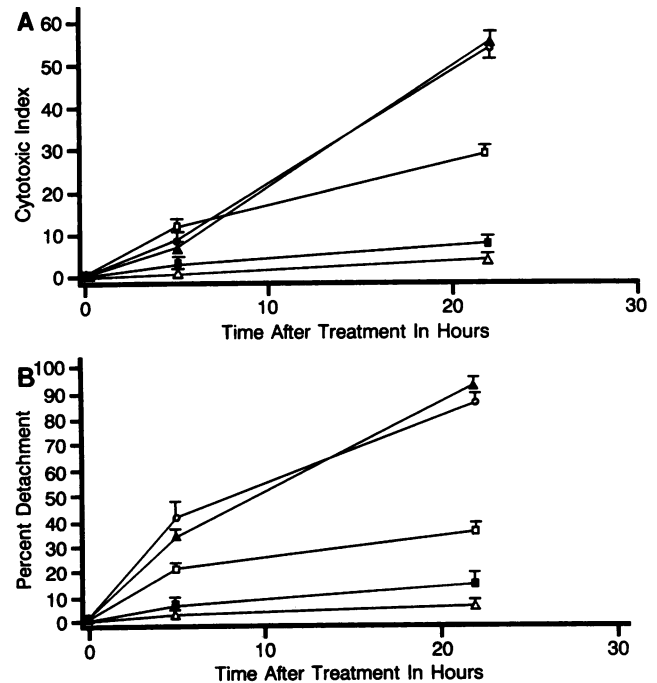 A
60
50
40
30
20
10
0
Cytotoxic Index
0 10 20 30
Time After Treatment In Hours
B
100
90
80
70
60
50
40
30
20
10
0
Percent Detachment
0 10 20 30
Time After Treatment In Hours